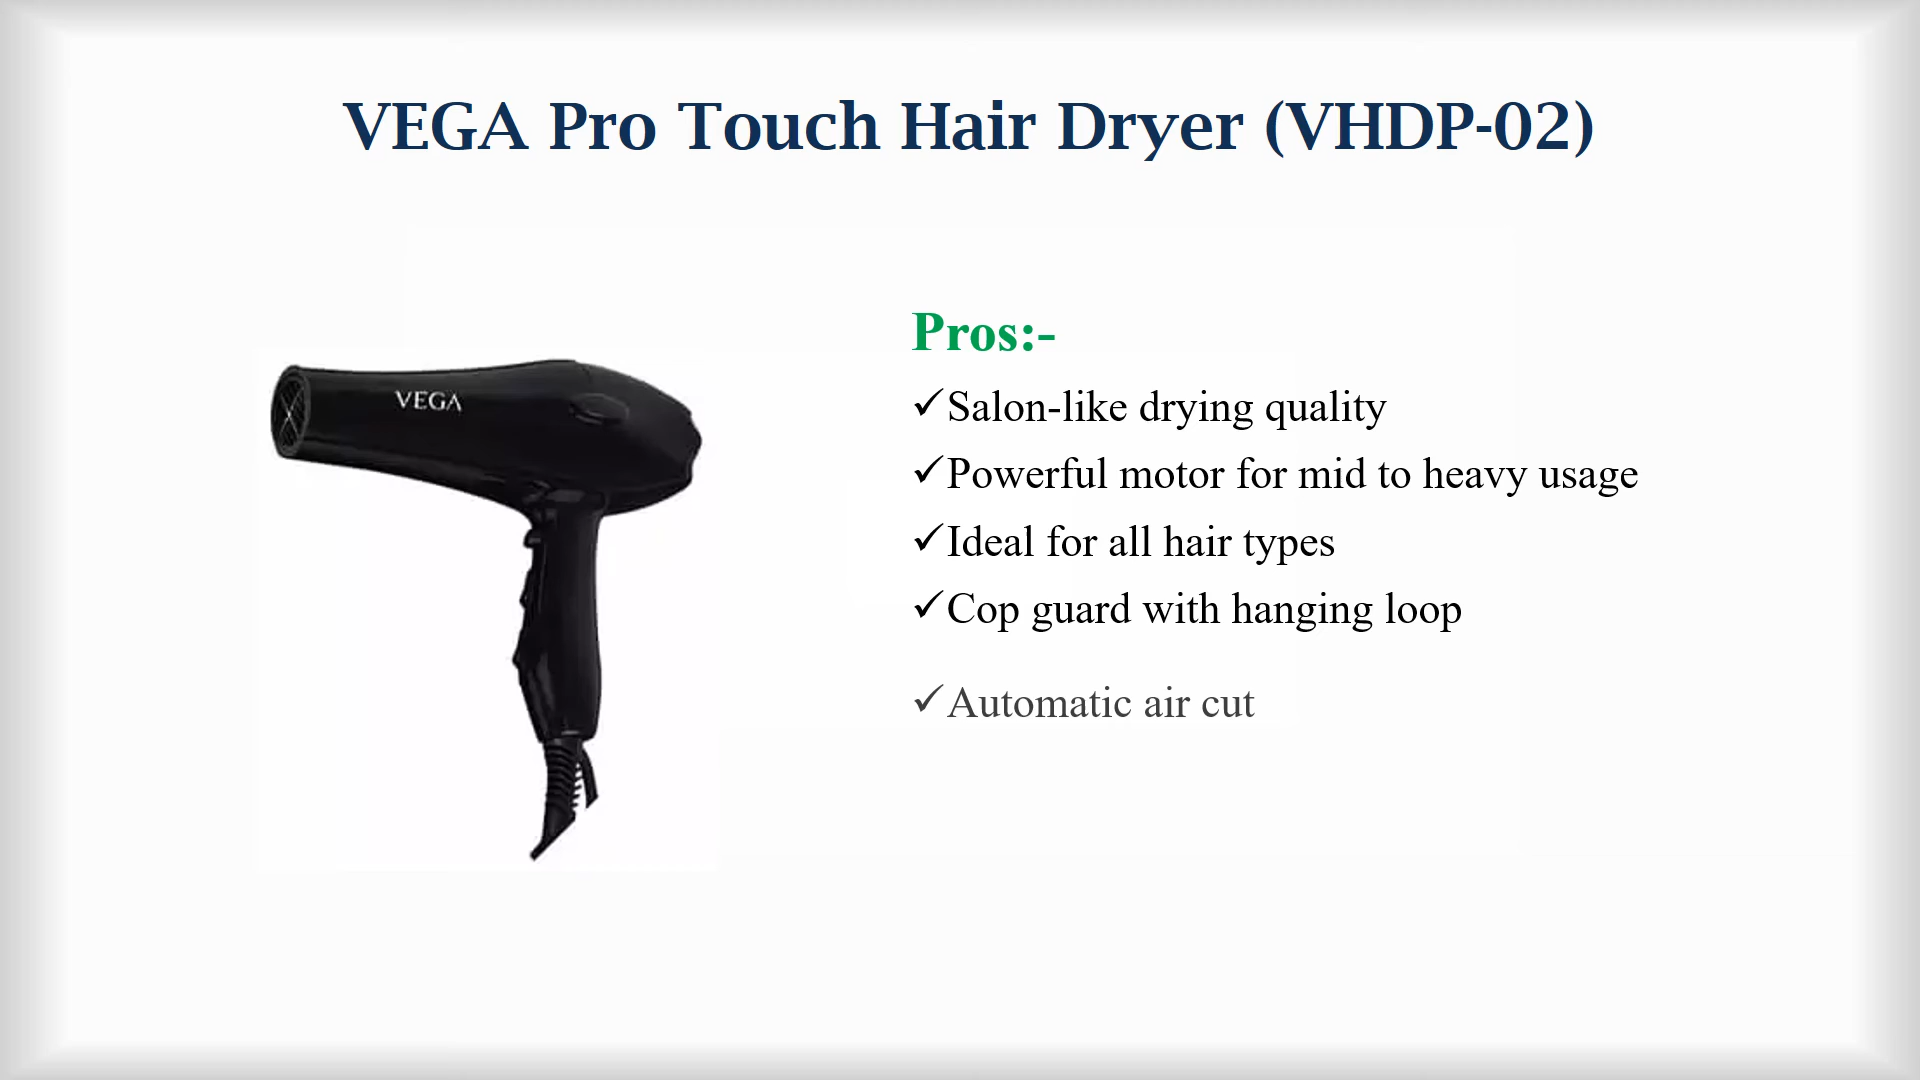 VEGA Pro Touch Hair Dryer (VHDP-02)
VEGA
Pros:-
✓Salon-like drying quality
✓Powerful motor for mid to heavy usage
✓Ideal for all hair types
✓Cop guard with hanging loop
✓Automatic air cut